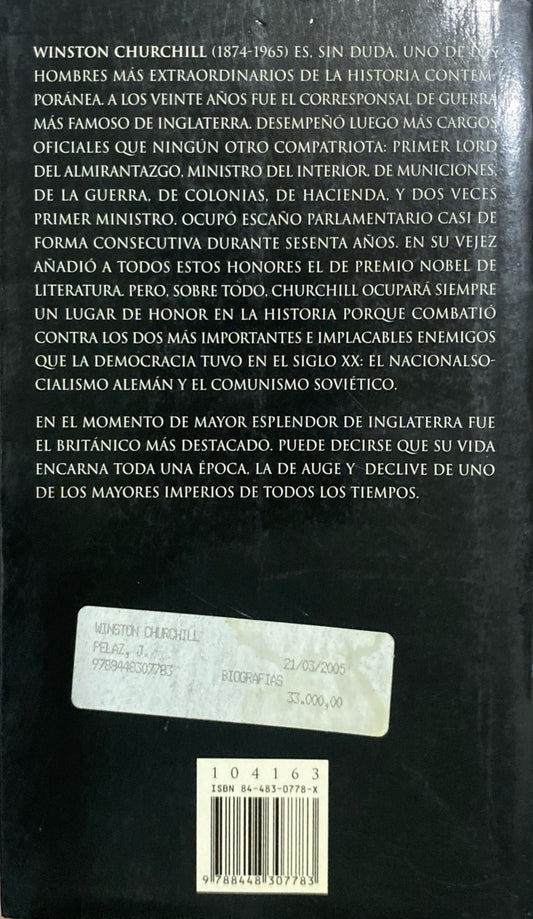 WINSTON CHURCHILL (1874-1965) ES, SIN DUDA, UNO DE LOS
HOMBRES MÁS EXTRAORDINARIOS DE LA HISTORIA CONTEM-
PORÁNEA. A LOS VEINTE AÑOS FUE EL CORRESPONSAL DE GUERRA
MÁS FAMOSO DE INGLATERRA. DESEMPEÑÓ LUEGO MÁS CARGOS
OFICIALES QUE NINGÚN OTRO COMPATRIOTA: PRIMER LORD
DEL ALMIRANTAZGO, MINISTRO DEL INTERIOR, DE MUNICIONES,
DE LA GUERRA, DE COLONIAS, DE HACIENDA, Y DOS VECES
PRIMER MINISTRO. OCUPÓ ESCAÑO PARLAMENTARIO CASI DE
FORMA CONSECUTIVA DURANTE SESENTA AÑOS. EN SU VEJEZ
AÑADIÓ A TODOS ESTOS HONORES EL DE PREMIO NOBEL DE
LITERATURA. PERO, SOBRE TODO, CHURCHILL OCUPARÁ SIEMPRE
UN LUGAR DE HONOR EN LA HISTORIA PORQUE COMBATIÓ
CONTRA LOS DOS MÁS IMPORTANTES E IMPLACABLES ENEMIGOS
QUE LA DEMOCRACIA TUVO EN EL SIGLO XX: EL NACIONALSO-
CIALISMO ALEMÁN Y EL COMUNISMO SOVIÉTICO.
EN EL MOMENTO DE MAYOR ESPLENDOR DE INGLATERRA FUE
EL BRITÁNICO MÁS DESTACADO. PUEDE DECIRSE QUE SU VIDA
ENCARNA TODA UNA ÉPOCA, LA DE AUGE Y DECLIVE DE UNO
DE LOS MAYORES IMPERIOS DE TODOS LOS TIEMPOS.
WINSTON CHURCHILL
PELAZ, J.
9788448307783 21/03/2005
BIOGRAFIAS
33.000,00
104163
ISBN 84-483-0778-X
9 788448 307783